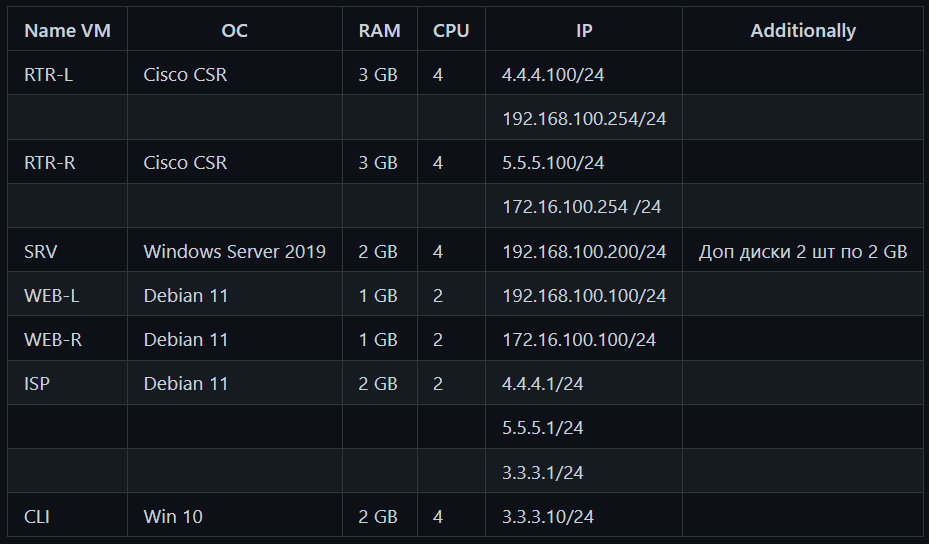 Name VM OC RAM CPU IP Additionally
RTR-L Cisco CSR 3 GB 4 4.4.4.100/24
192.168.100.254/24
RTR-R Cisco CSR 3 GB 4 5.5.5.100/24
172.16.100.254 /24
SRV Windows Server 2019 2 GB 4 192.168.100.200/24 Доп диски 2 шт по 2 GB
WEB-L Debian 11 1 GB 2 192.168.100.100/24
WEB-R Debian 11 1 GB 2 172.16.100.100/24
ISP Debian 11 2 GB 2 4.4.4.1/24
5.5.5.1/24
3.3.3.1/24
CLI Win 10 2 GB 4 3.3.3.10/24